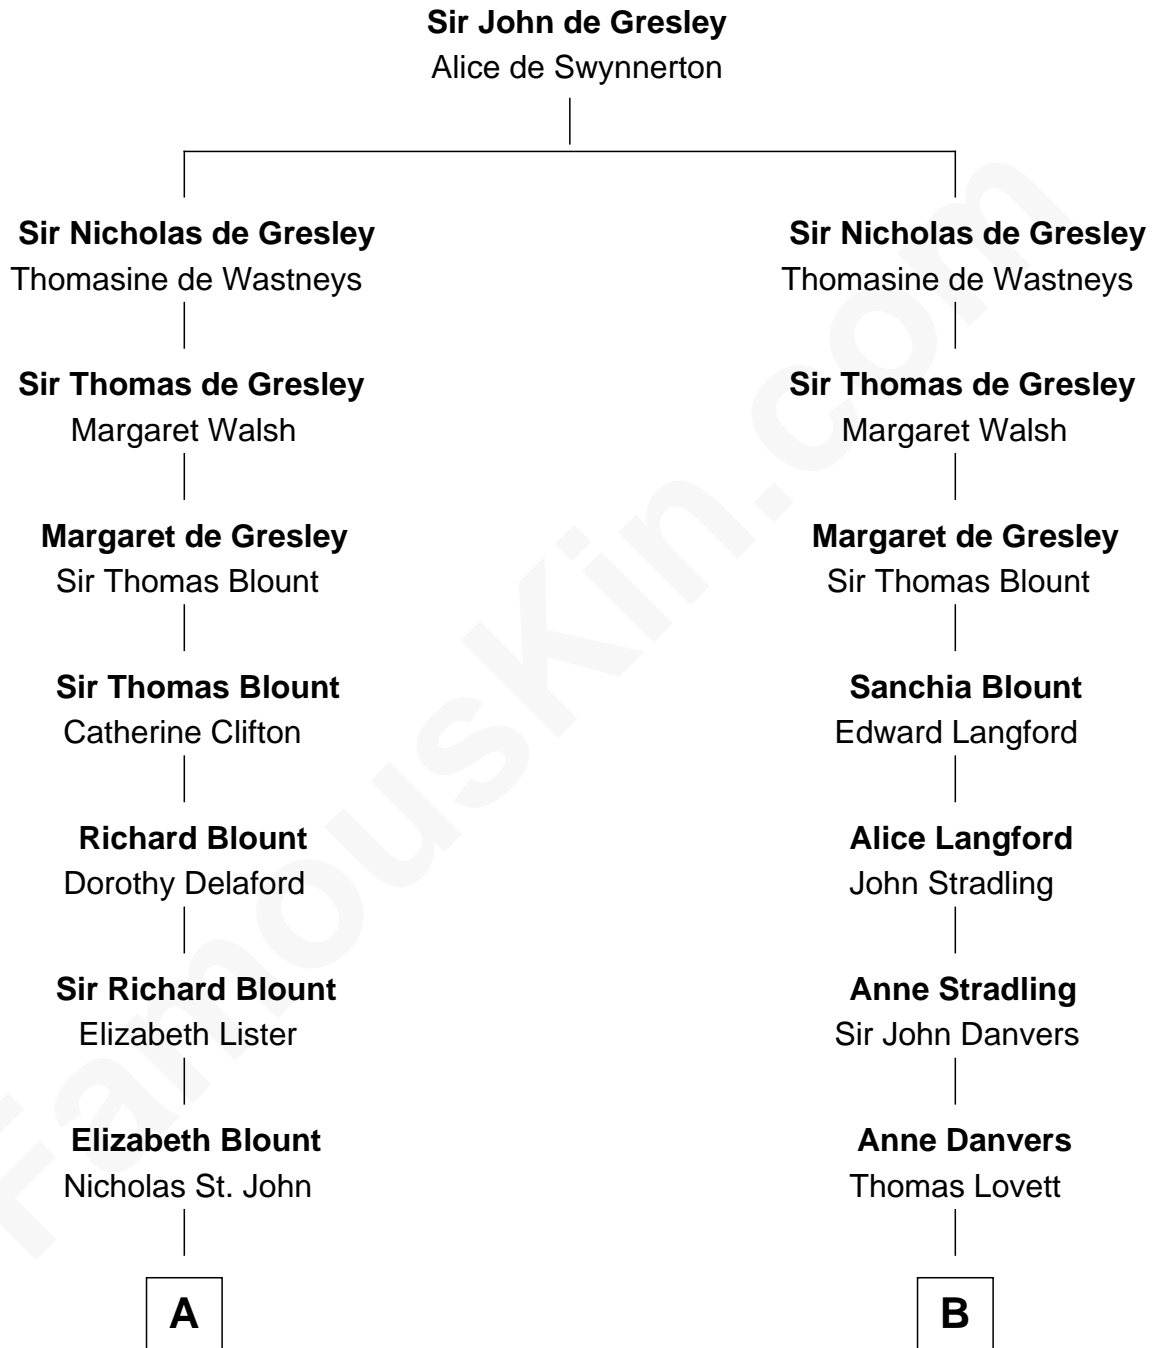 Sir John de Gresley
Alice de Swynnerton
Sir Nicholas de Gresley
Thomasine de Wastneys
Sir Nicholas de Gresley
Thomasine de Wastneys
Sir Thomas de Gresley
Margaret Walsh
Sir Thomas de Gresley
Margaret Walsh
Margaret de Gresley
Sir Thomas Blount
Margaret de Gresley
Sir Thomas Blount
Sir Thomas Blount
Catherine Clifton
Sanchia Blount
Edward Langford
Richard Blount
Dorothy Delaford
Alice Langford
John Stradling
Sir Richard Blount
Elizabeth Lister
Anne Stradling
Sir John Danvers
Elizabeth Blount
Nicholas St. John
Anne Danvers
Thomas Lovett
A
B
FamousKin.com